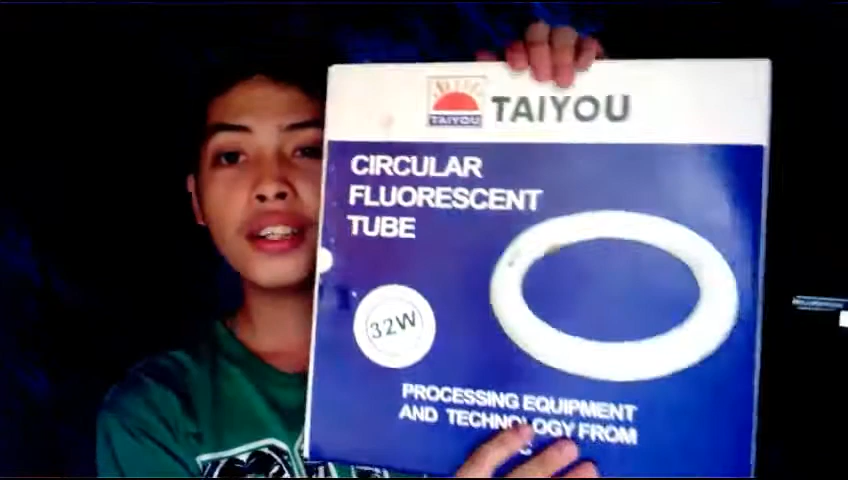 TAIYOU
TAIYOU
CIRCULAR
FLUORESCENT
TUBE
32W
PROCESSING EQUIPMENT
AND TECHNOLOGY FROM